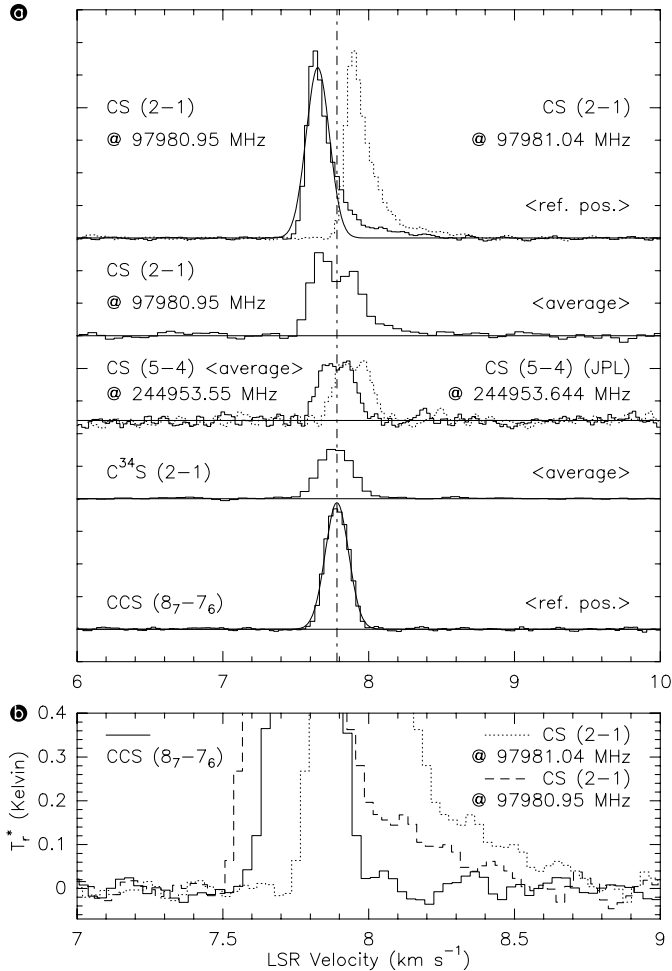 a
CS (2−1) CS (2−1)
@ 97980.95 MHz @ 97981.04 MHz
<ref. pos.>
CS (2−1)
@ 97980.95 MHz <average>
CS (5−4) <average> CS (5−4) (JPL)
@ 244953.55 MHz @ 244953.644 MHz
C³⁴S (2−1) <average>
CCS (8₇−7₆) <ref. pos.>
6 7 8 9 10
b
0.4 CS (2−1)
CCS (8₇−7₆) @ 97981.04 MHz
0.3 CS (2−1)
@ 97980.95 MHz
0.2
0.1
0
Tᵣ* (Kelvin)
7 7.5 8 8.5 9
LSR Velocity (km s⁻¹)